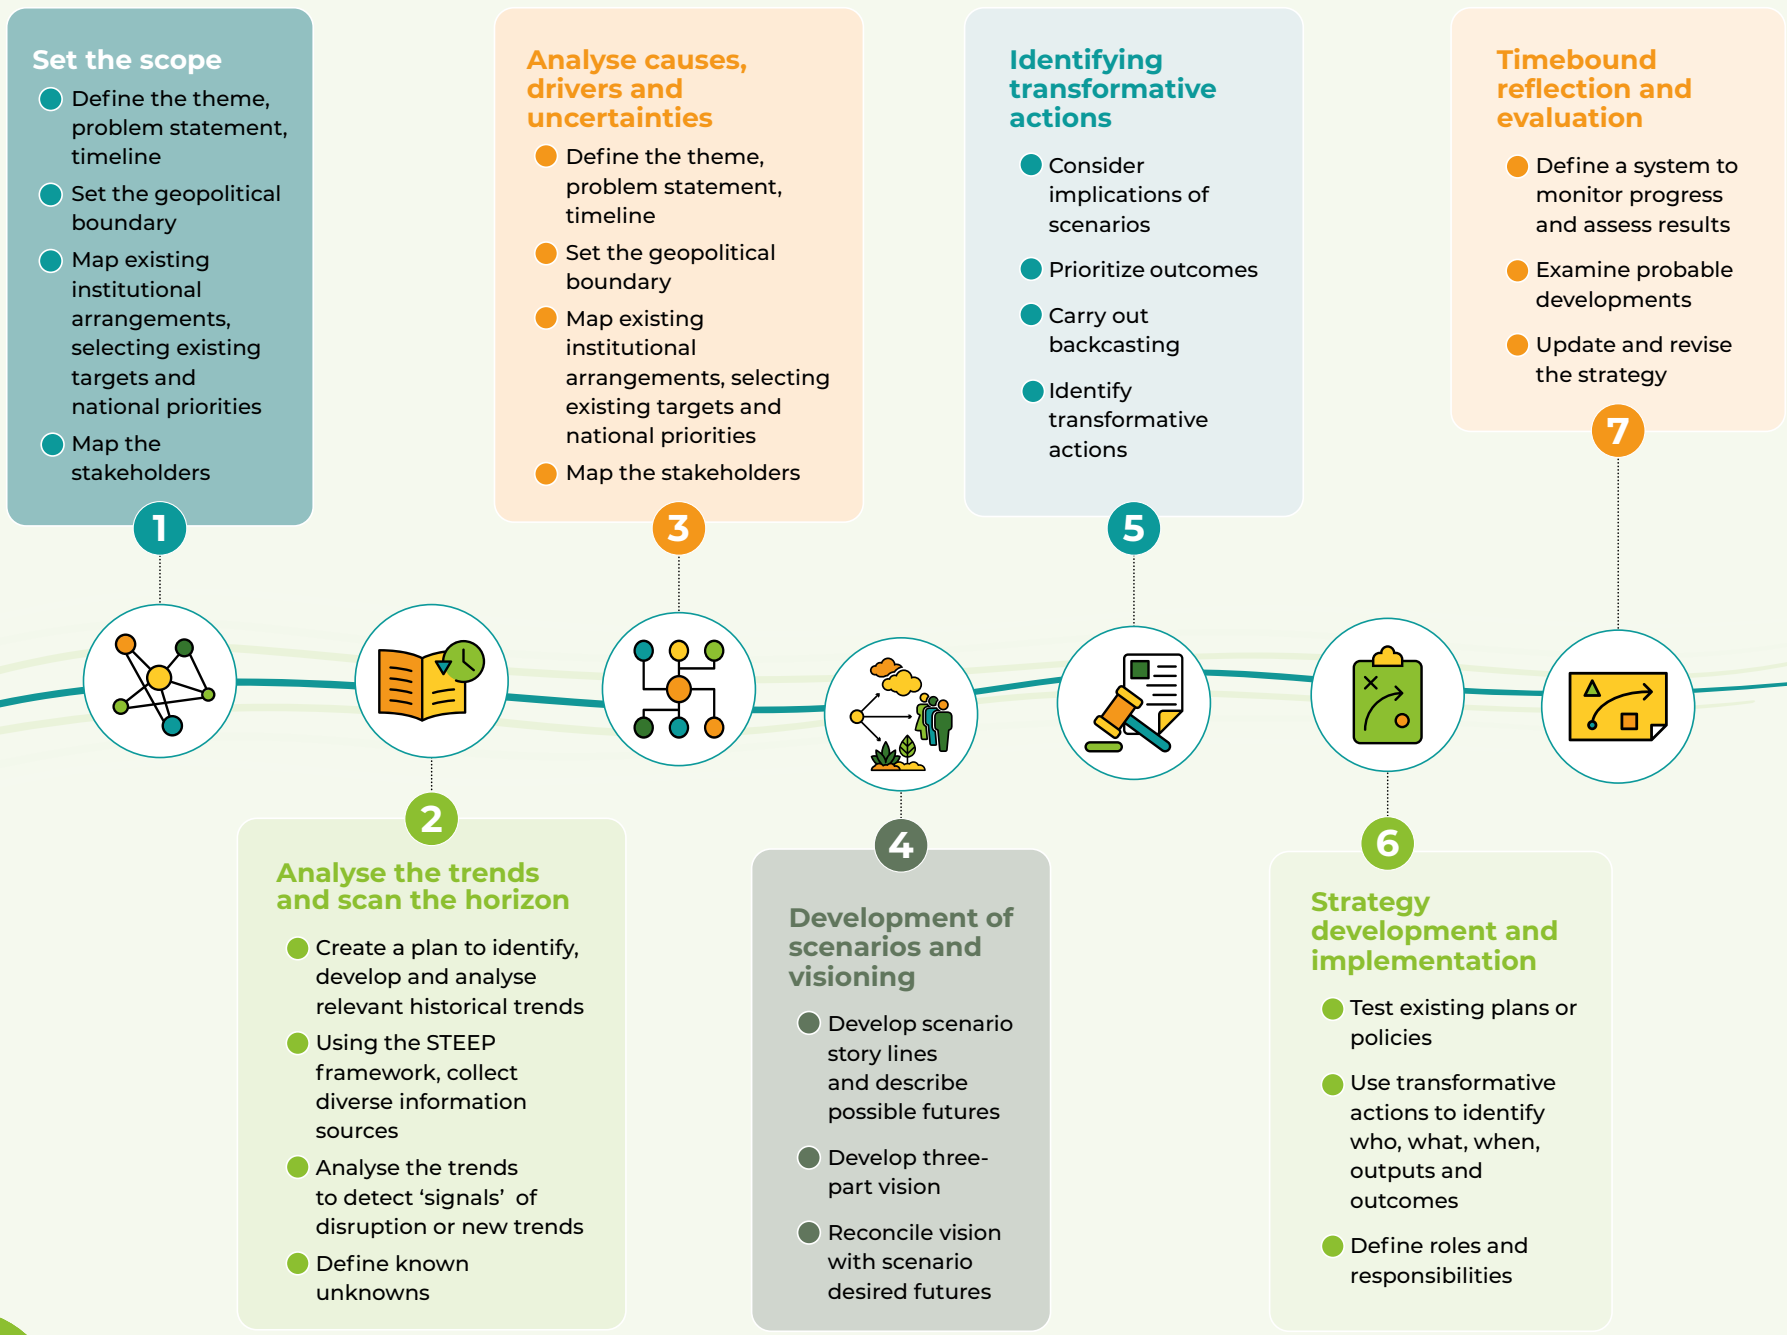 Set the scope
Define the theme,
problem statement,
timeline
Set the geopolitical
boundary
Map existing
institutional
arrangements,
selecting existing
targets and
national priorities
Map the
stakeholders
1
Analyse the trends
and scan the horizon
Create a plan to identify,
develop and analyse
relevant historical trends
Using the STEEP
framework, collect
diverse information
sources
Analyse the trends
to detect ‘signals’ of
disruption or new trends
Define known
unknowns
2
Analyse causes,
drivers and
uncertainties
Define the theme,
problem statement,
timeline
Set the geopolitical
boundary
Map existing
institutional
arrangements, selecting
existing targets and
national priorities
Map the stakeholders
3
4
Development of
scenarios and
visioning
Develop scenario
story lines
and describe
possible futures
Develop three-
part vision
Reconcile vision
with scenario
desired futures
Identifying
transformative
actions
Consider
implications of
scenarios
Prioritize outcomes
Carry out
backcasting
Identify
transformative
actions
5
6
Strategy
development and
implementation
Test existing plans or
policies
Use transformative
actions to identify
who, what, when,
outputs and
outcomes
Define roles and
responsibilities
Timebound
reflection and
evaluation
Define a system to
monitor progress
and assess results
Examine probable
developments
Update and revise
the strategy
7